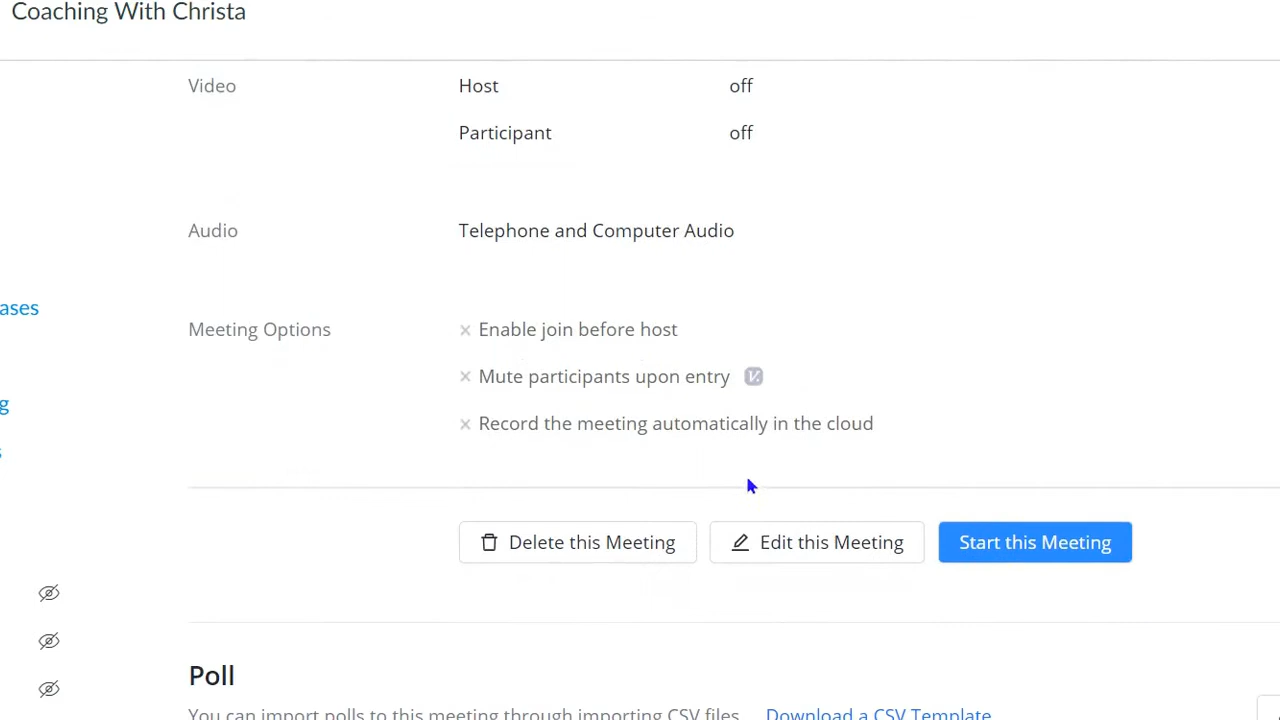 Coaching With Christa
Video Host off
Participant off
Audio Telephone and Computer Audio
ases
Meeting Options Enable join before host
Mute participants upon entry
g
Record the meeting automatically in the cloud
s
Delete this Meeting Edit this Meeting Start this Meeting
Poll
You can import polls to this meeting through importing CSV files. Download a CSV Template